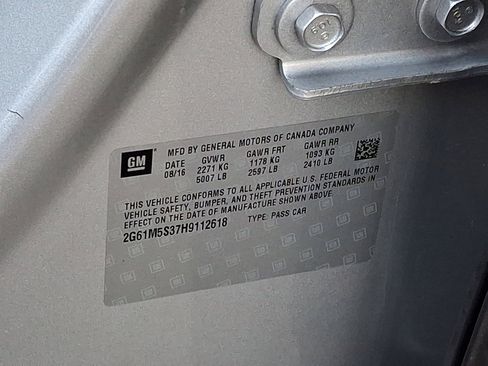 GM
MFD BY GENERAL MOTORS OF CANADA COMPANY
DATE GVWR GAWR FRT GAWR RR
08/16 2271 KG 1178 KG 1093 KG
5007 LB 2597 LB 2410 LB
THIS VEHICLE CONFORMS TO ALL APPLICABLE U.S. FEDERAL MOTOR
VEHICLE SAFETY, BUMPER, AND THEFT PREVENTION STANDARDS IN
EFFECT ON THE DATE OF MANUFACTURE SHOWN ABOVE.
2G61M5S37H9112618 TYPE: PASS CAR